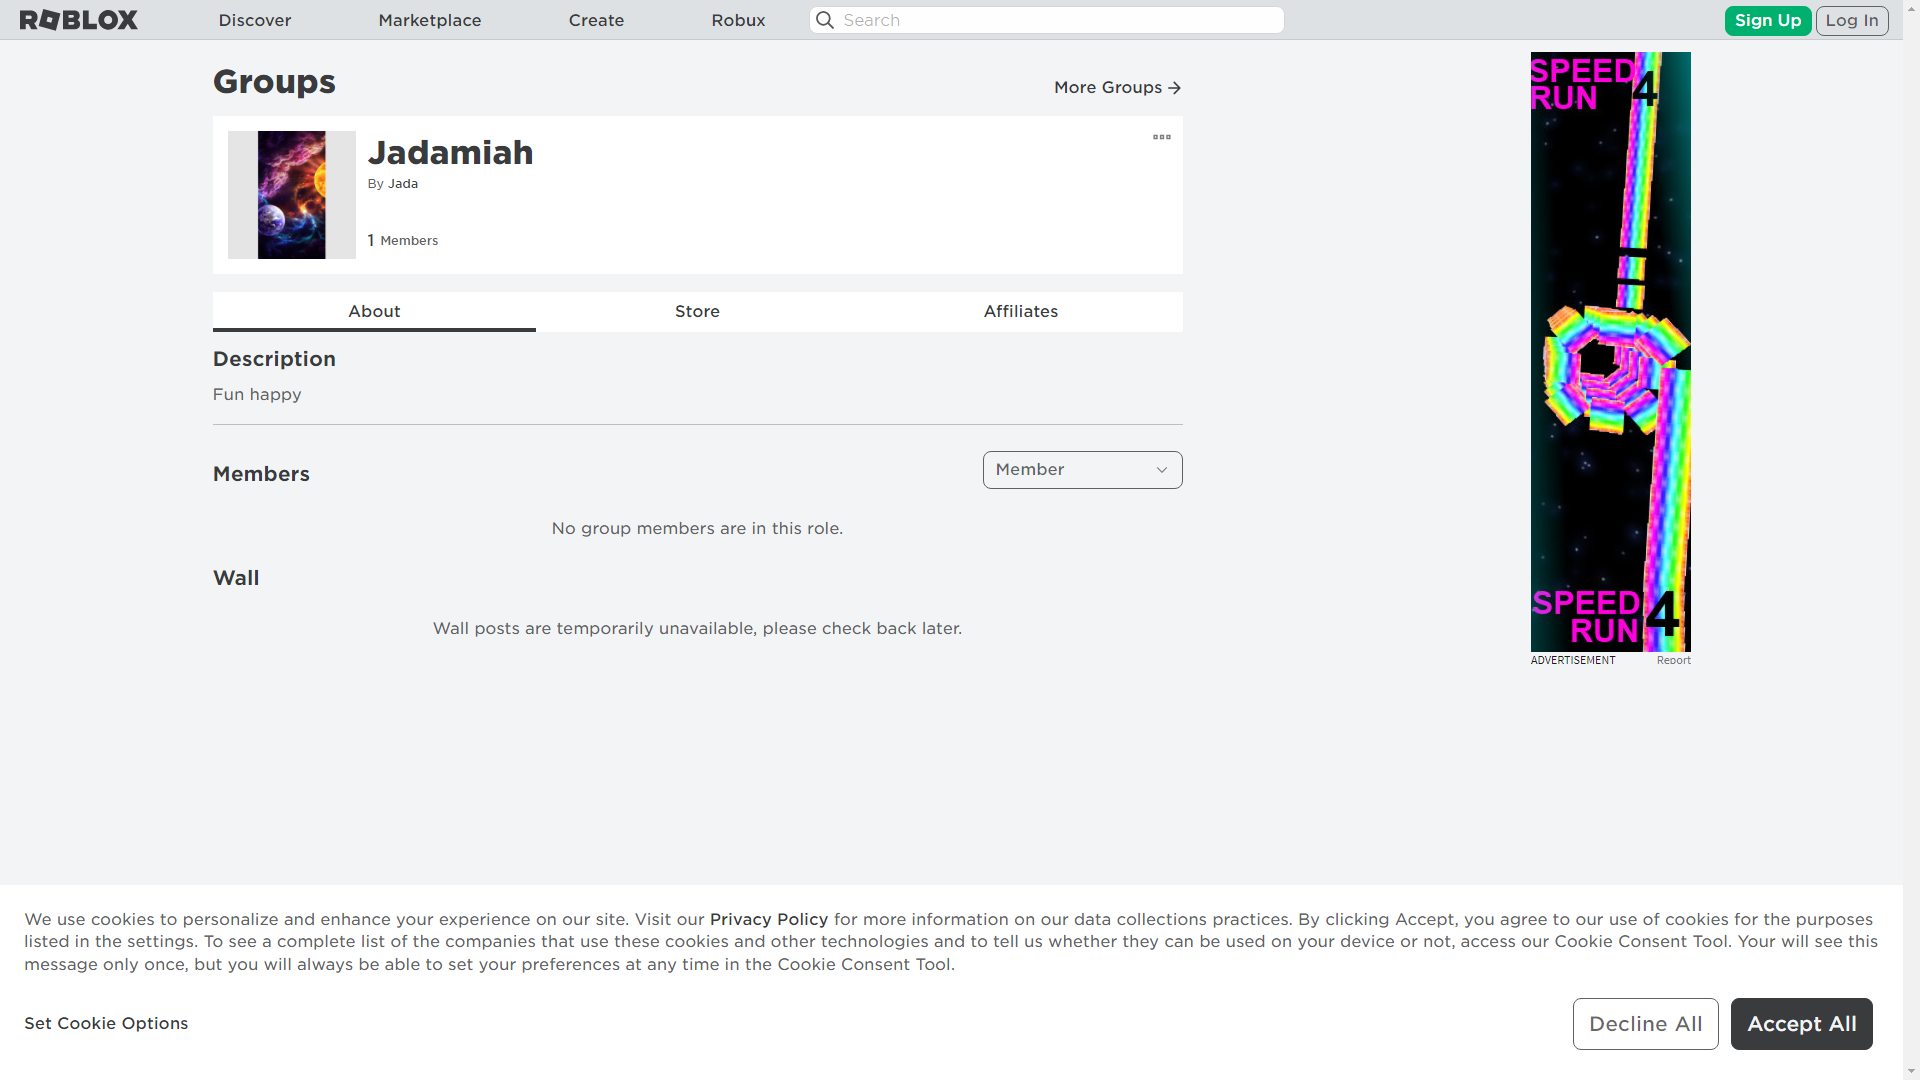 ROBLOX
Discover
Marketplace
Create
Robux
Search
Sign Up
Log In
Groups
More Groups
Jadamiah
By Jada
1 Members
About
Store
Affiliates
Description
Fun happy
Members
Member
No group members are in this role.
Wall
Wall posts are temporarily unavailable, please check back later.
SPEED
RUN 4
SPEED
RUN 4
ADVERTISEMENT
Report
We use cookies to personalize and enhance your experience on our site. Visit our Privacy Policy for more information on our data collections practices. By clicking Accept, you agree to our use of cookies for the purposes
listed in the settings. To see a complete list of the companies that use these cookies and other technologies and to tell us whether they can be used on your device or not, access our Cookie Consent Tool. Your will see this
message only once, but you will always be able to set your preferences at any time in the Cookie Consent Tool.
Set Cookie Options
Decline All
Accept All